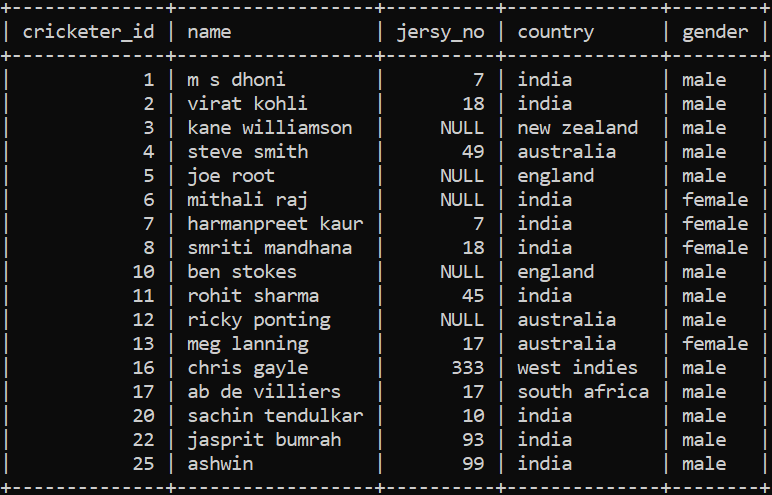 +--------------+------------------+----------+--------------+--------+
| cricketer_id | name             | jersy_no | country      | gender |
+--------------+------------------+----------+--------------+--------+
|            1 | m s dhoni        |        7 | india        | male   |
|            2 | virat kohli      |       18 | india        | male   |
|            3 | kane williamson  |     NULL | new zealand  | male   |
|            4 | steve smith      |       49 | australia    | male   |
|            5 | joe root         |     NULL | england      | male   |
|            6 | mithali raj      |     NULL | india        | female |
|            7 | harmanpreet kaur |        7 | india        | female |
|            8 | smriti mandhana  |       18 | india        | female |
|           10 | ben stokes       |     NULL | england      | male   |
|           11 | rohit sharma     |       45 | india        | male   |
|           12 | ricky ponting    |     NULL | australia    | male   |
|           13 | meg lanning      |       17 | australia    | female |
|           16 | chris gayle      |      333 | west indies  | male   |
|           17 | ab de villiers   |       17 | south africa | male   |
|           20 | sachin tendulkar |       10 | india        | male   |
|           22 | jasprit bumrah   |       93 | india        | male   |
|           25 | ashwin           |       99 | india        | male   |
+--------------+------------------+----------+--------------+--------+